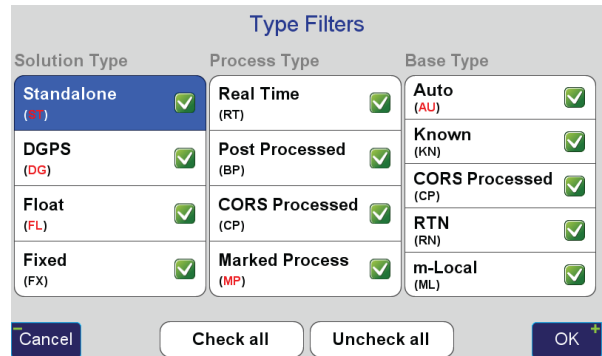 Type Filters
Solution Type
Standalone
(ST)
DGPS
(DG)
Float
(FL)
Fixed
(FX)
Process Type
Real Time
(RT)
Post Processed
(BP)
CORS Processed
(CP)
Marked Process
(MP)
Base Type
Auto
(AU)
Known
(KN)
CORS Processed
(CP)
RTN
(RN)
m-Local
(ML)
Cancel
Check all
Uncheck all
OK